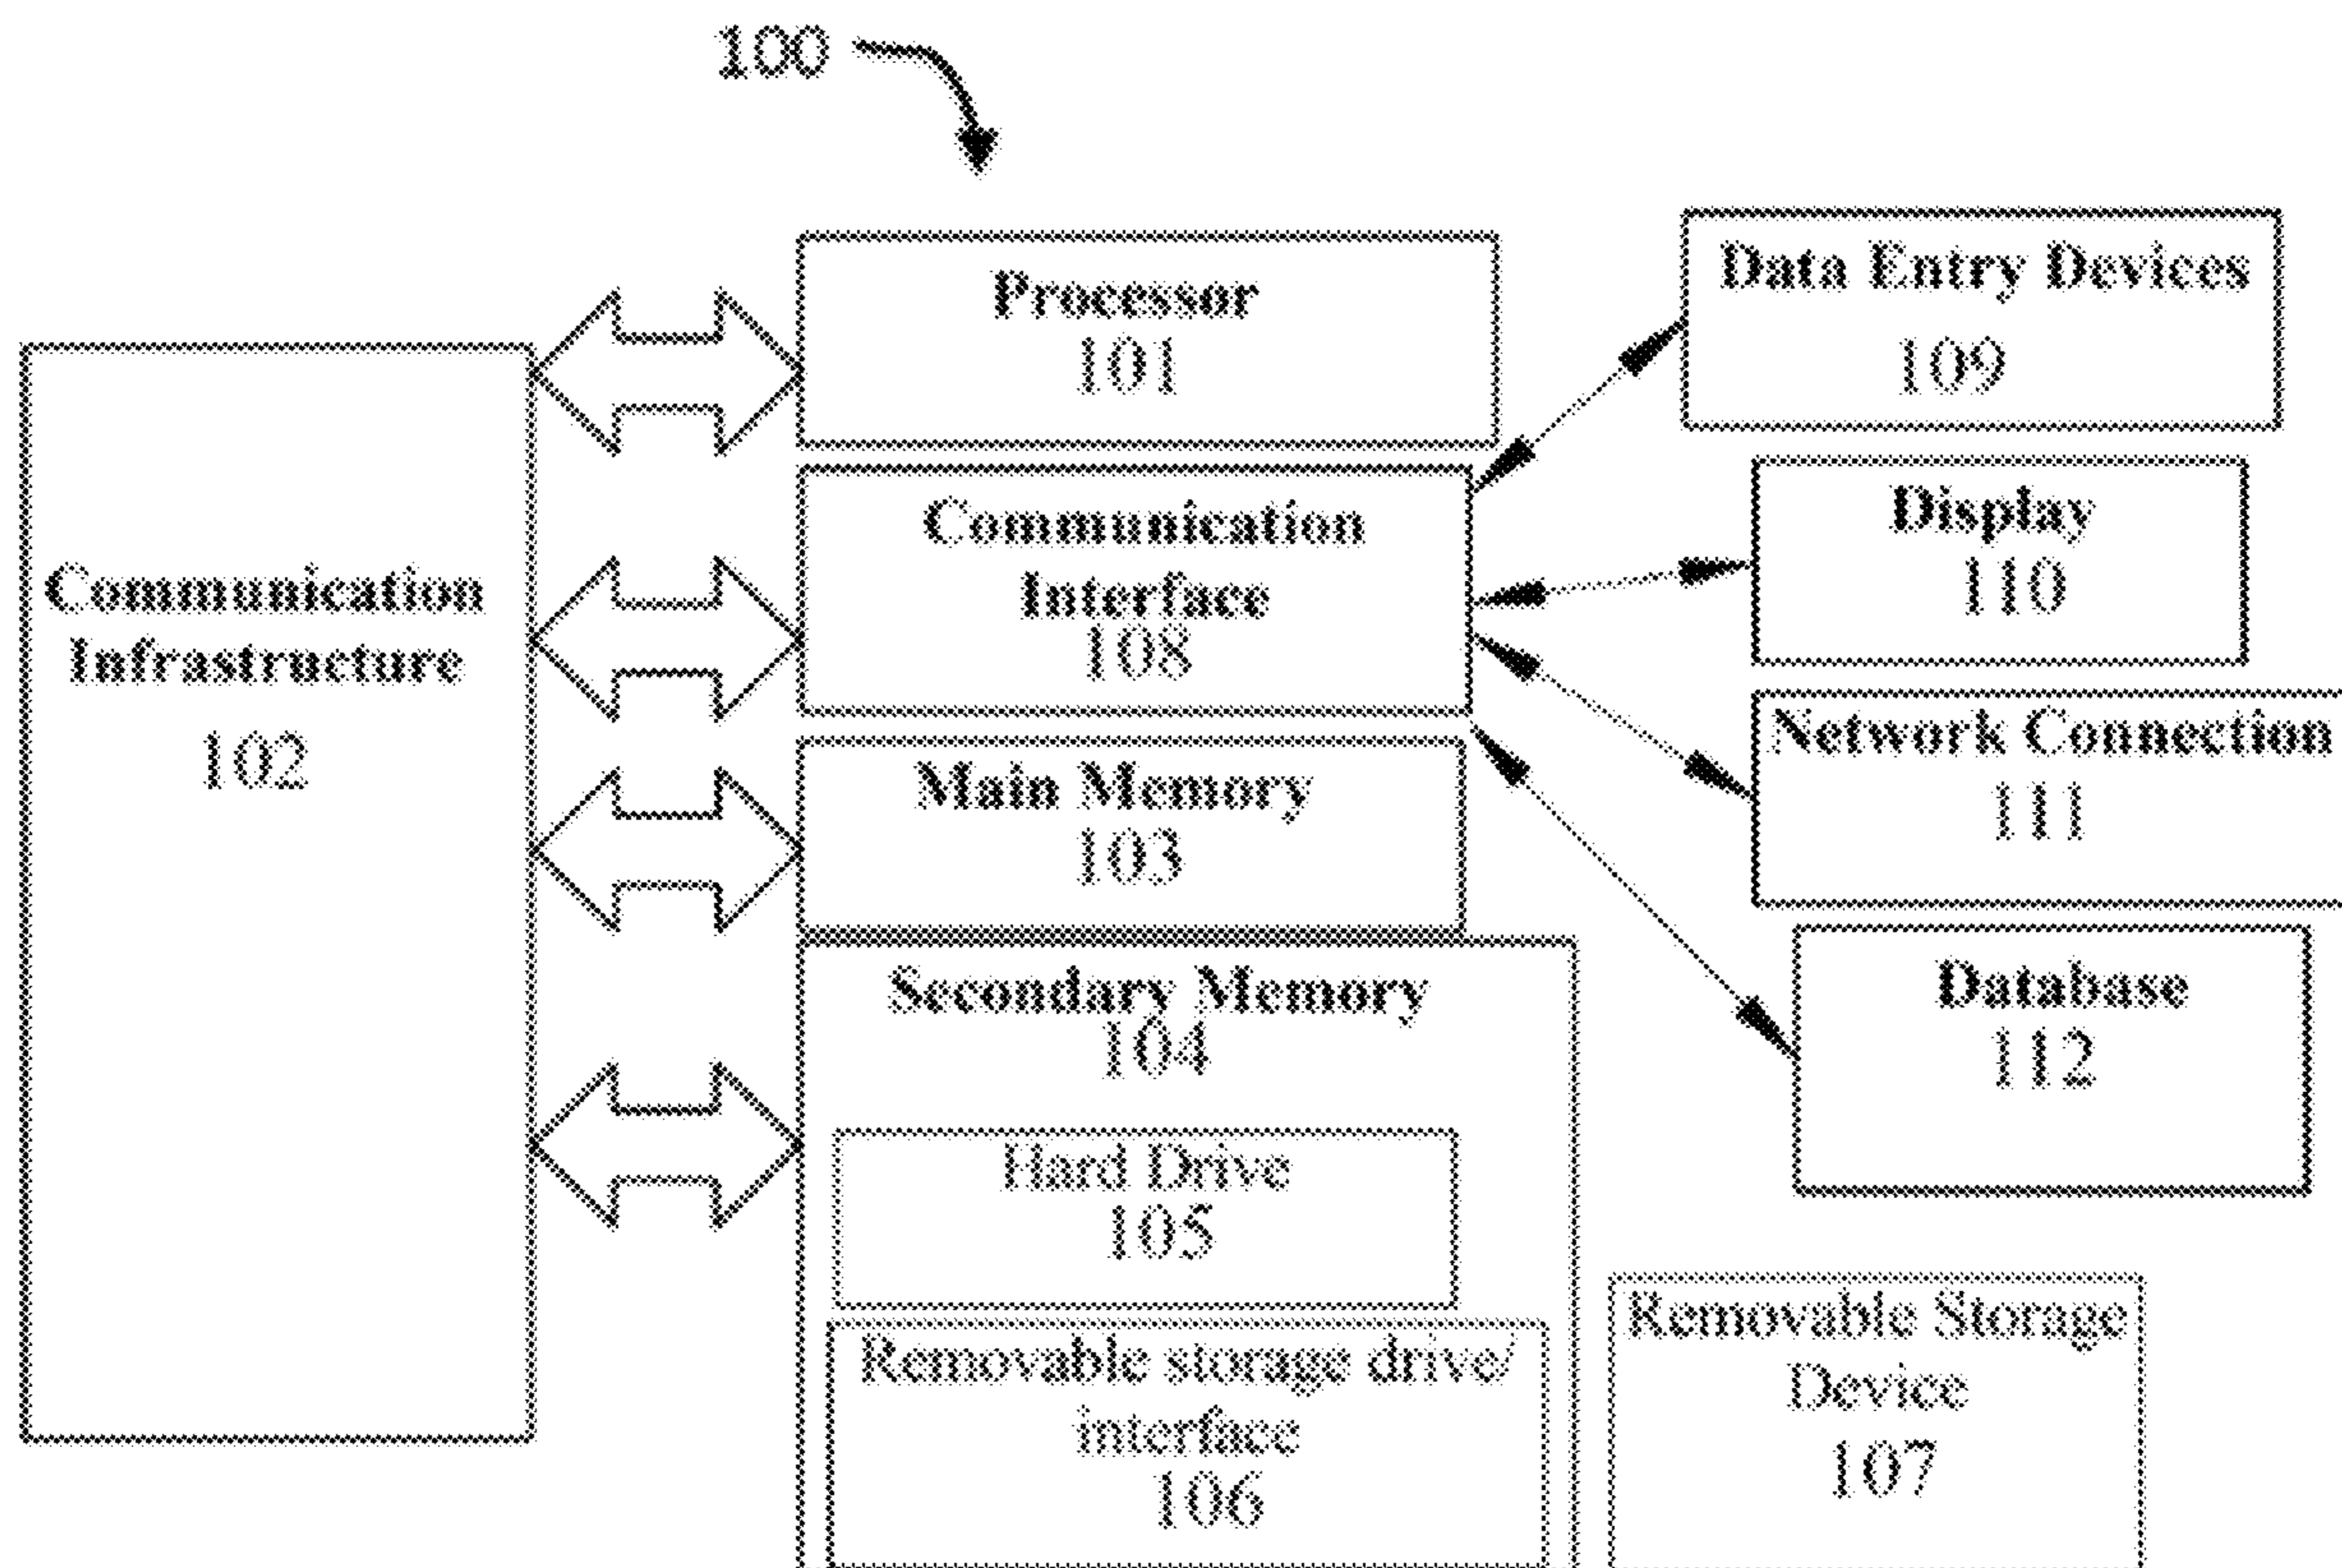 100
Processor
101
Data Entry Devices
109
Communication
Interface
108
Display
110
Communication
Infrastructure
102
Network Connection
111
Main Memory
103
Database
112
Secondary Memory
104
Hard Drive
105
Removable storage drive/
interface
106
Removable Storage
Device
107